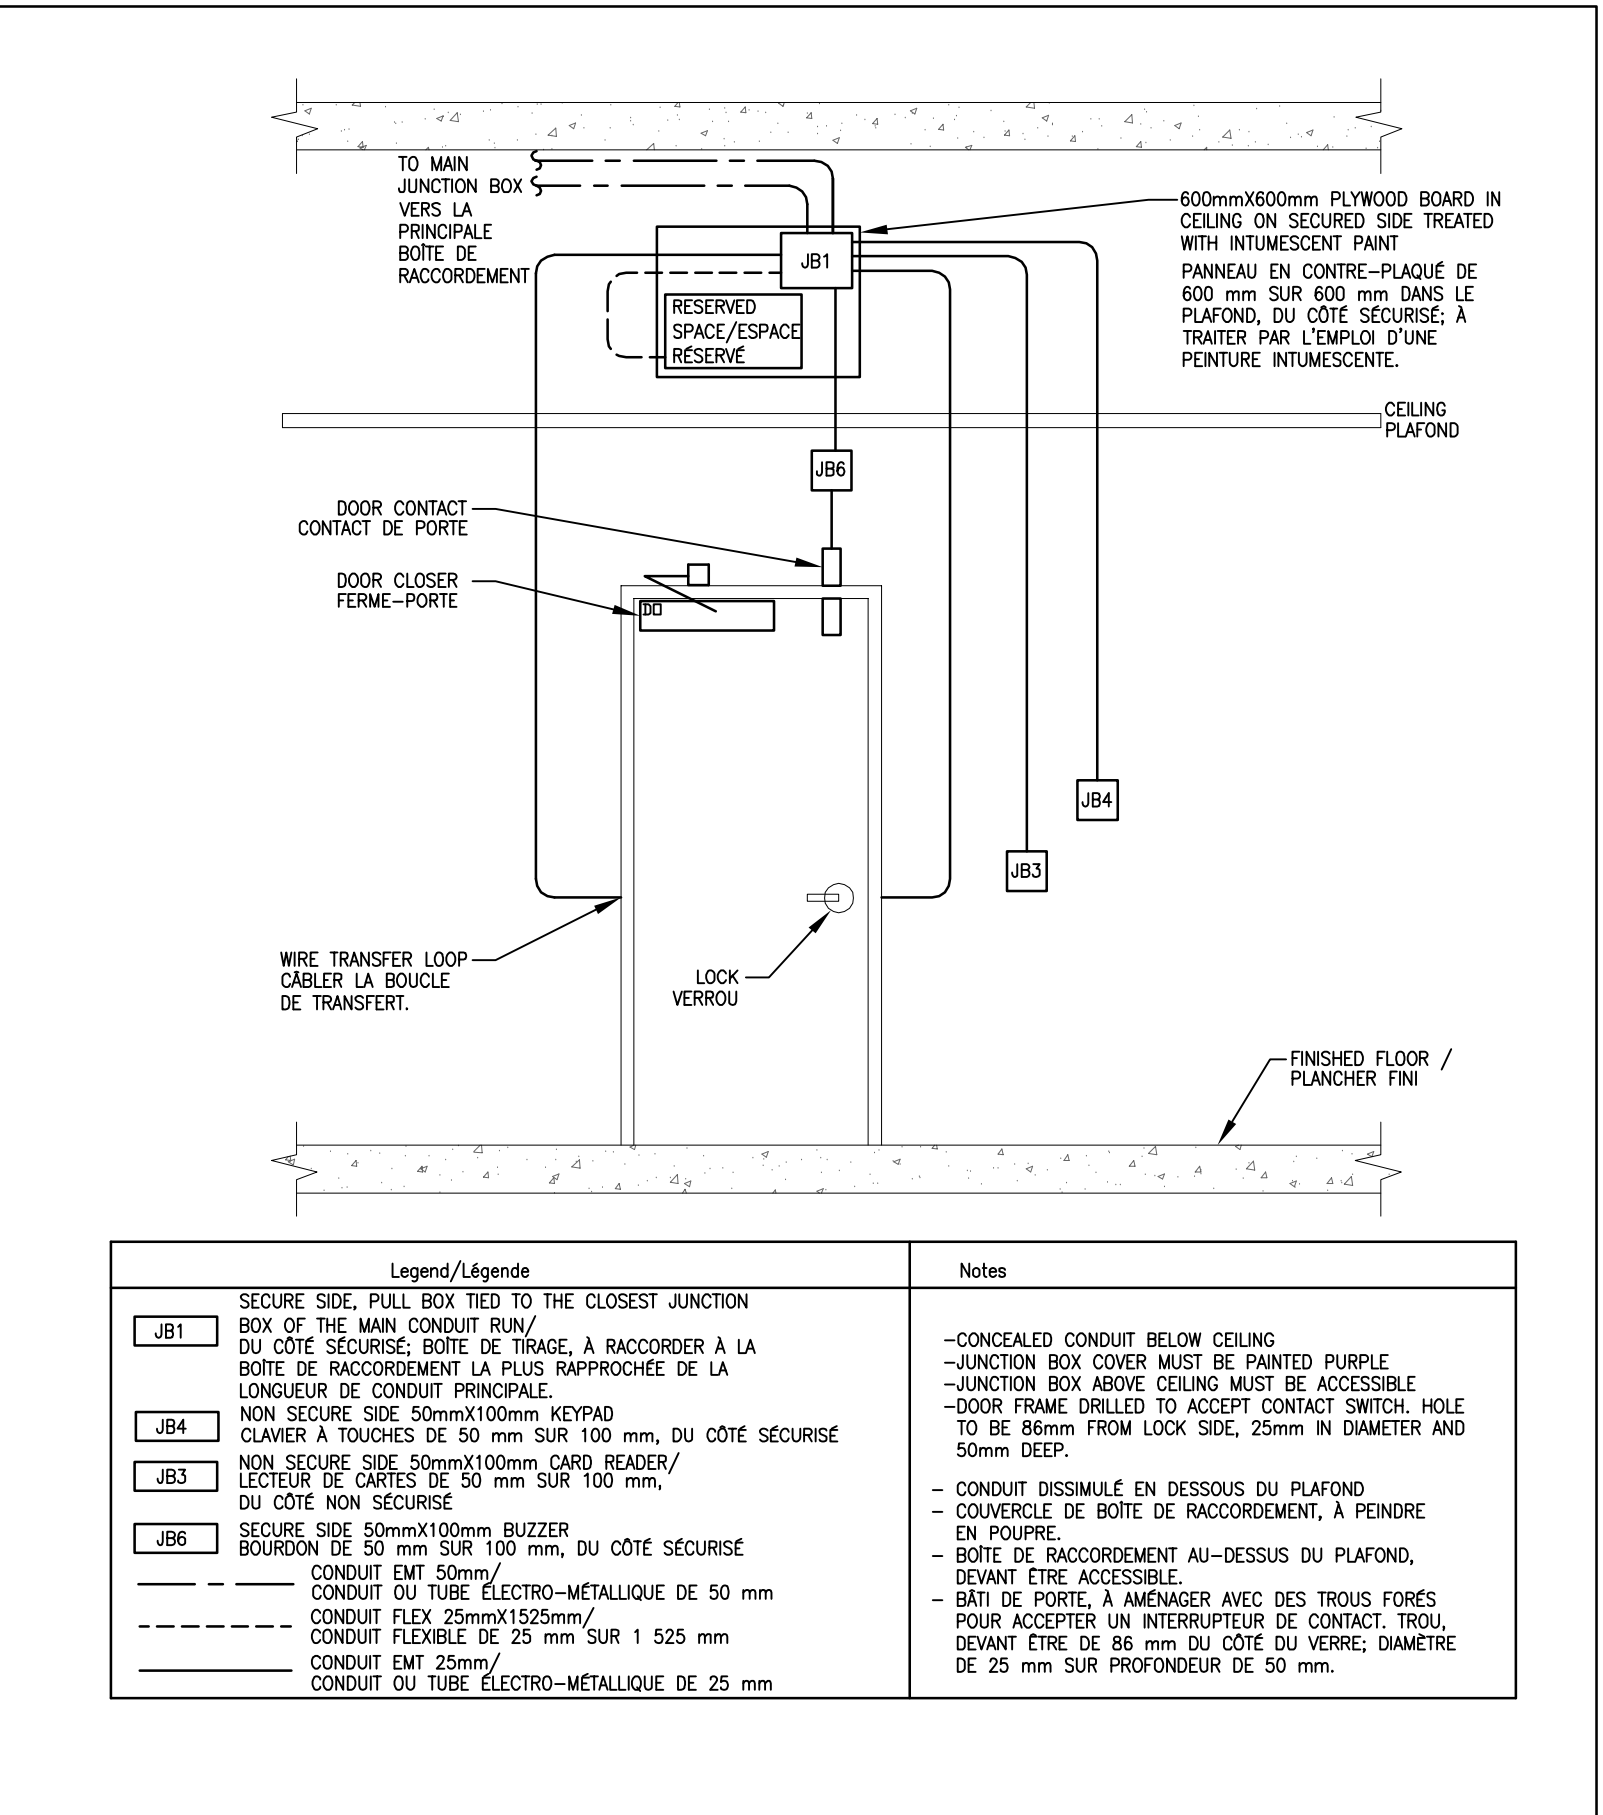 TO MAIN
JUNCTION BOX
VERS LA
PRINCIPALE
BOÎTE DE
RACCORDEMENT
JB1
RESERVED
SPACE/ESPACE
RÉSERVÉ
600mmX600mm PLYWOOD BOARD IN
CEILING ON SECURED SIDE TREATED
WITH INTUMESCENT PAINT
PANNEAU EN CONTRE-PLAQUÉ DE
600 mm SUR 600 mm DANS LE
PLAFOND, DU CÔTÉ SÉCURISÉ; À
TRAITER PAR L'EMPLOI D'UNE
PEINTURE INTUMESCENTE.
CEILING
PLAFOND
JB6
DOOR CONTACT
CONTACT DE PORTE
DOOR CLOSER
FERME-PORTE
JB4
JB3
WIRE TRANSFER LOOP
CÂBLER LA BOUCLE
DE TRANSFERT.
LOCK
VERROU
FINISHED FLOOR /
PLANCHER FINI
Legend/Légende
JB1
SECURE SIDE, PULL BOX TIED TO THE CLOSEST JUNCTION
BOX OF THE MAIN CONDUIT RUN/
DU CÔTÉ SÉCURISÉ; BOÎTE DE TIRAGE, À RACCORDER À LA
BOÎTE DE RACCORDEMENT LA PLUS RAPPROCHÉE DE LA
LONGUEUR DE CONDUIT PRINCIPALE.
JB4
NON SECURE SIDE 50mmX100mm KEYPAD
CLAVIER À TOUCHES DE 50 mm SUR 100 mm, DU CÔTÉ SÉCURISÉ
JB3
NON SECURE SIDE 50mmX100mm CARD READER/
LECTEUR DE CARTES DE 50 mm SUR 100 mm,
DU CÔTÉ NON SÉCURISÉ
JB6
SECURE SIDE 50mmX100mm BUZZER
BOURDON DE 50 mm SUR 100 mm, DU CÔTÉ SÉCURISÉ
CONDUIT EMT 50mm/
CONDUIT OU TUBE ÉLECTRO-MÉTALLIQUE DE 50 mm
CONDUIT FLEX 25mmX1525mm/
CONDUIT FLEXIBLE DE 25 mm SUR 1 525 mm
CONDUIT EMT 25mm/
CONDUIT OU TUBE ÉLECTRO-MÉTALLIQUE DE 25 mm
Notes
-CONCEALED CONDUIT BELOW CEILING
-JUNCTION BOX COVER MUST BE PAINTED PURPLE
-JUNCTION BOX ABOVE CEILING MUST BE ACCESSIBLE
-DOOR FRAME DRILLED TO ACCEPT CONTACT SWITCH. HOLE
TO BE 86mm FROM LOCK SIDE, 25mm IN DIAMETER AND
50mm DEEP.
- CONDUIT DISSIMULÉ EN DESSOUS DU PLAFOND
- COUVERCLE DE BOÎTE DE RACCORDEMENT, À PEINDRE
EN POUPRE.
- BOÎTE DE RACCORDEMENT AU-DESSUS DU PLAFOND,
DEVANT ÊTRE ACCESSIBLE.
- BÂTI DE PORTE, À AMÉNAGER AVEC DES TROUS FORÉS
POUR ACCEPTER UN INTERRUPTEUR DE CONTACT. TROU,
DEVANT ÊTRE DE 86 mm DU CÔTÉ DU VERRE; DIAMÈTRE
DE 25 mm SUR PROFONDEUR DE 50 mm.